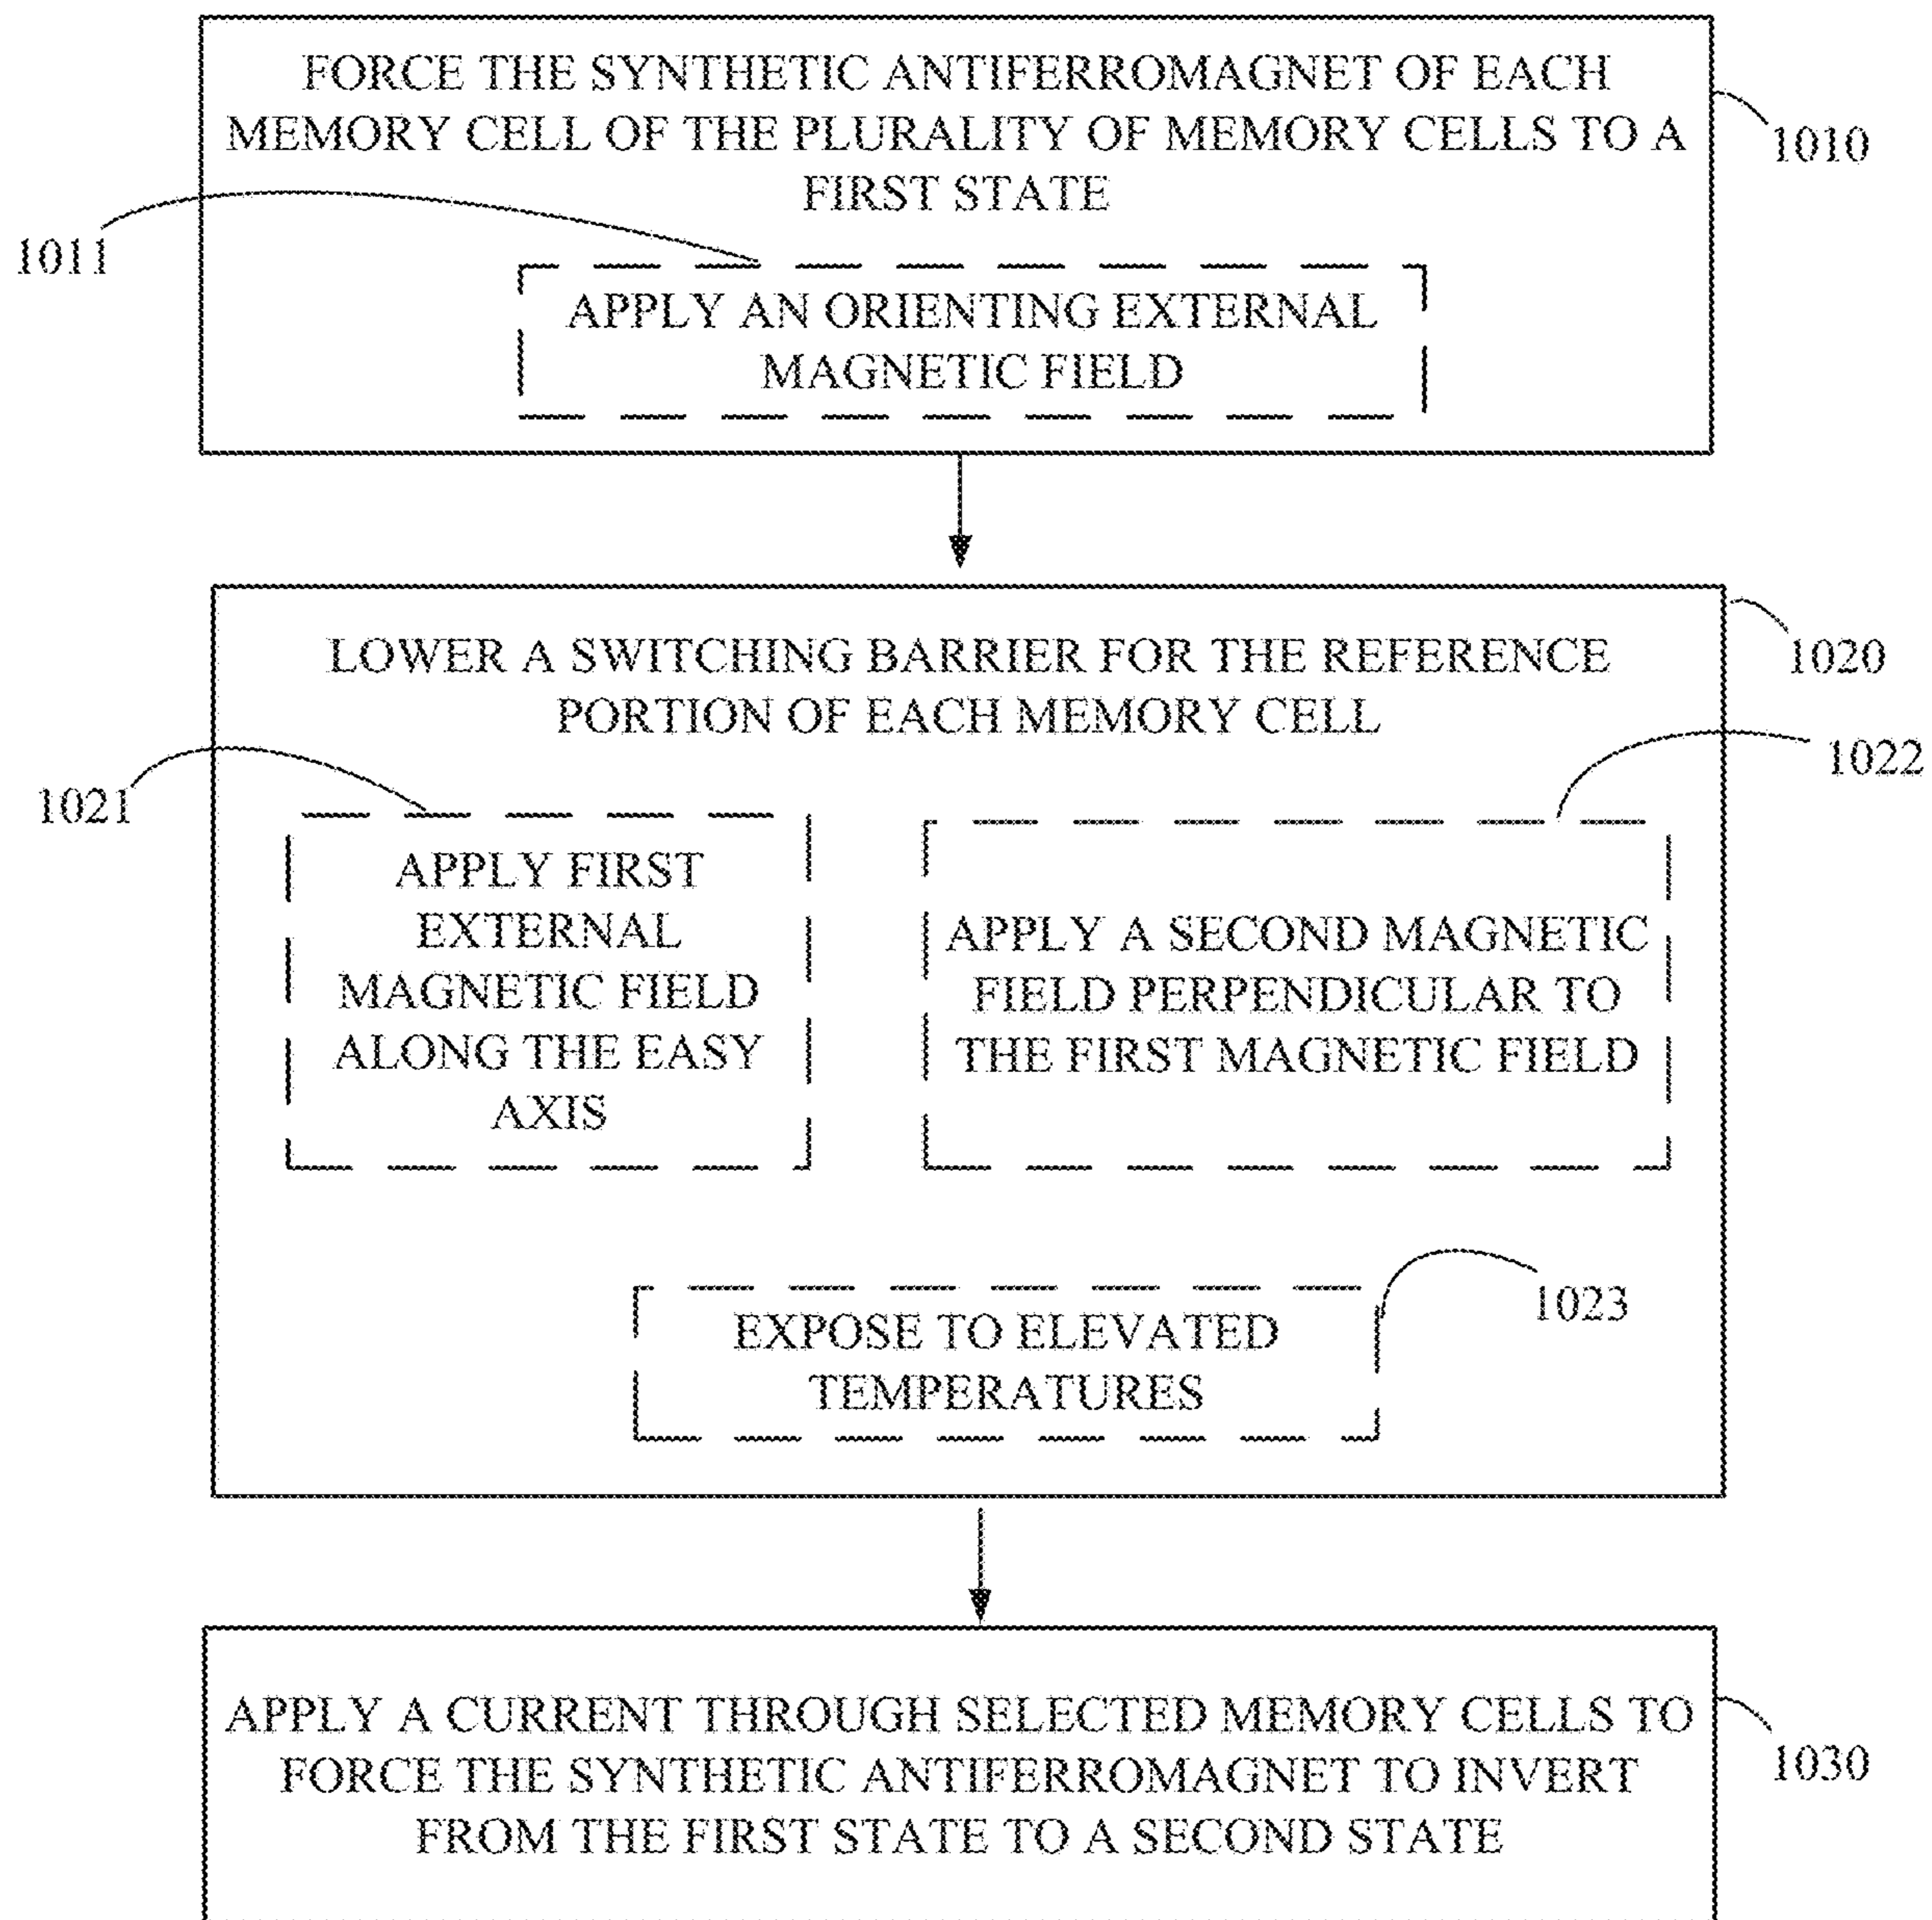 FORCE THE SYNTHETIC ANTIFERROMAGNET OF EACH
MEMORY CELL OF THE PLURALITY OF MEMORY CELLS TO A
FIRST STATE
1010
1011
APPLY AN ORIENTING EXTERNAL
MAGNETIC FIELD
LOWER A SWITCHING BARRIER FOR THE REFERENCE
PORTION OF EACH MEMORY CELL
1020
1021
1022
APPLY FIRST
EXTERNAL
MAGNETIC FIELD
ALONG THE EASY
AXIS
APPLY A SECOND MAGNETIC
FIELD PERPENDICULAR TO
THE FIRST MAGNETIC FIELD
1023
EXPOSE TO ELEVATED
TEMPERATURES
APPLY A CURRENT THROUGH SELECTED MEMORY CELLS TO
FORCE THE SYNTHETIC ANTIFERROMAGNET TO INVERT
FROM THE FIRST STATE TO A SECOND STATE
1030